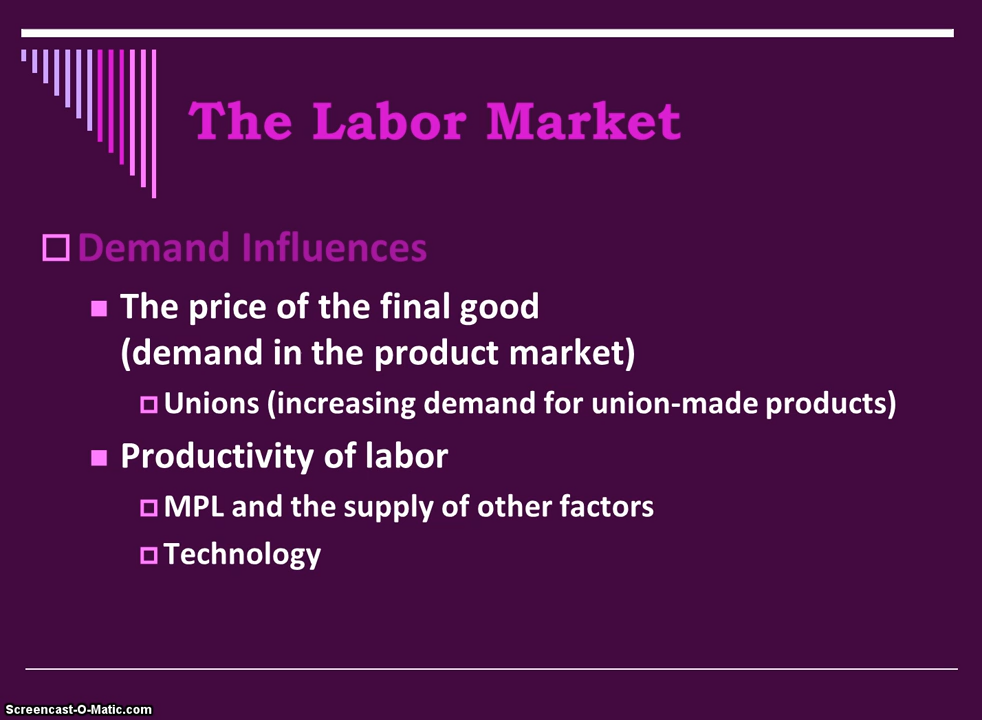 The Labor Market
Demand Influences
The price of the final good
(demand in the product market)
Unions (increasing demand for union-made products)
Productivity of labor
MPL and the supply of other factors
Technology
Screencast-O-Matic.com